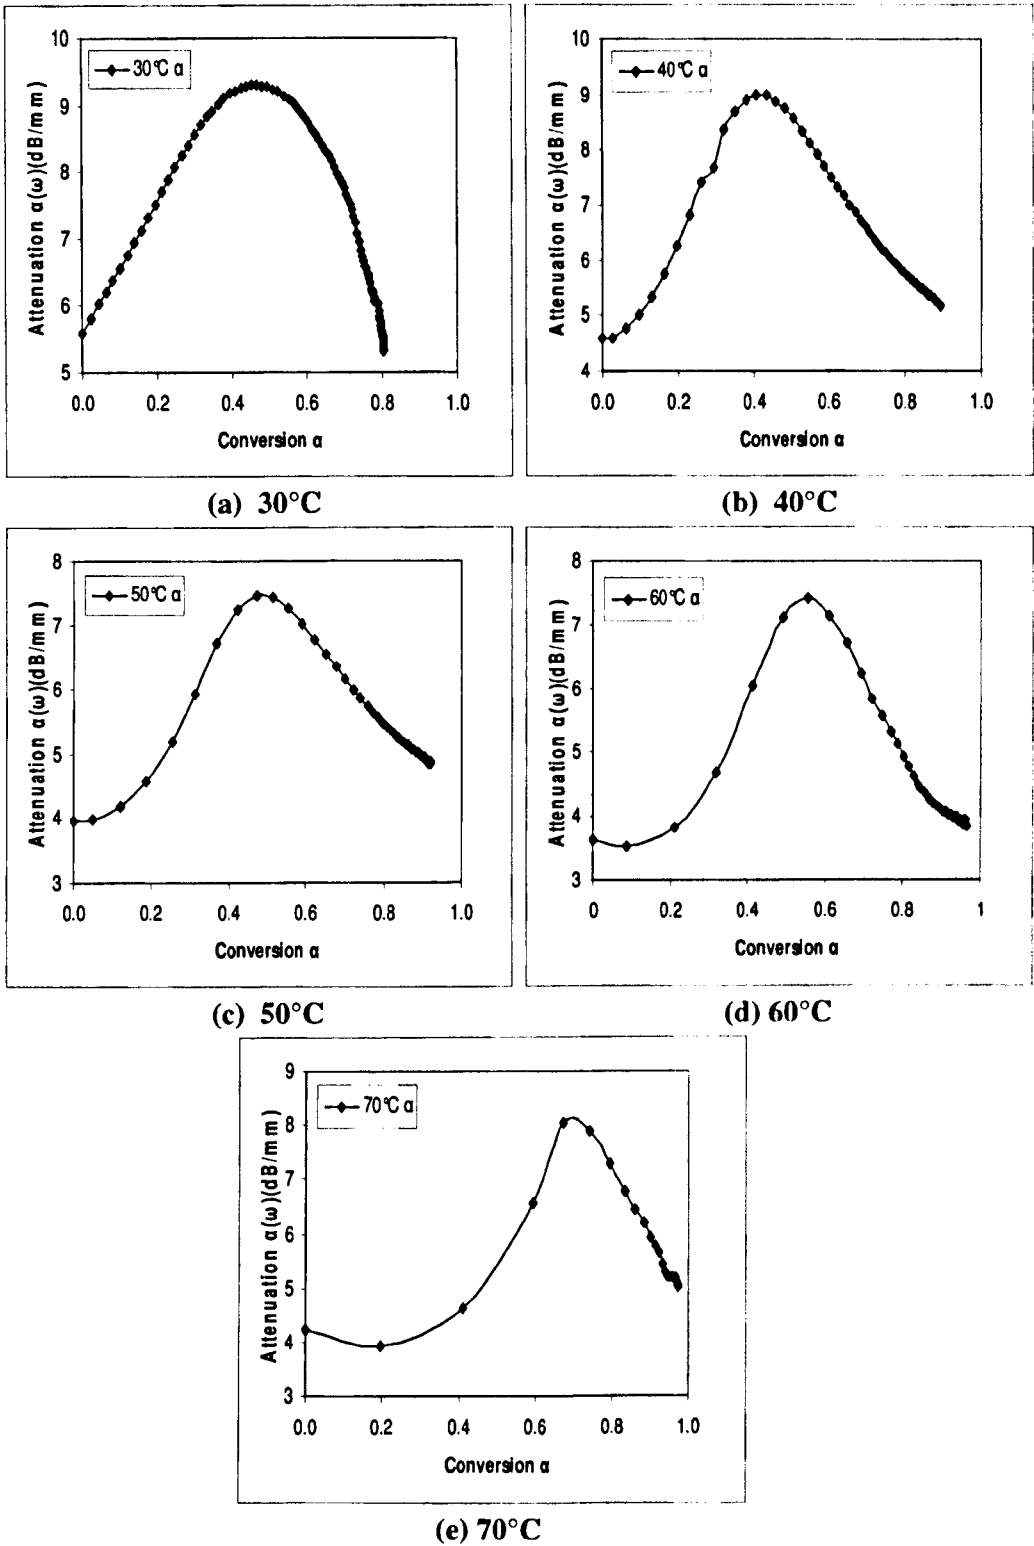 30°C α
Attenuation α(ω)(dB/mm)
10
9
8
7
6
5
0.0 0.2 0.4 0.6 0.8 1.0
Conversion α
(a) 30°C
40°C α
Attenuation α(ω)(dB/mm)
10
9
8
7
6
5
4
0.0 0.2 0.4 0.6 0.8 1.0
Conversion α
(b) 40°C
50°C α
Attenuation α(ω)(dB/mm)
8
7
6
5
4
3
0.0 0.2 0.4 0.6 0.8 1.0
Conversion α
(c) 50°C
60°C α
Attenuation α(ω)(dB/mm)
8
7
6
5
4
3
0 0.2 0.4 0.6 0.8 1
Conversion α
(d) 60°C
70°C α
Attenuation α(ω)(dB/mm)
9
8
7
6
5
4
3
0.0 0.2 0.4 0.6 0.8 1.0
Conversion α
(e) 70°C